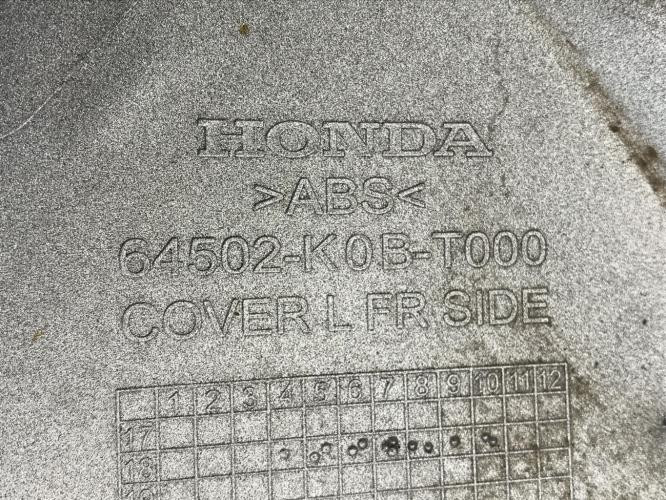 HONDA
>ABS<
64502-K0B-T000
COVER L FR SIDE
1 2 3 4 5 6 7 8 9 10 11 12
17
18